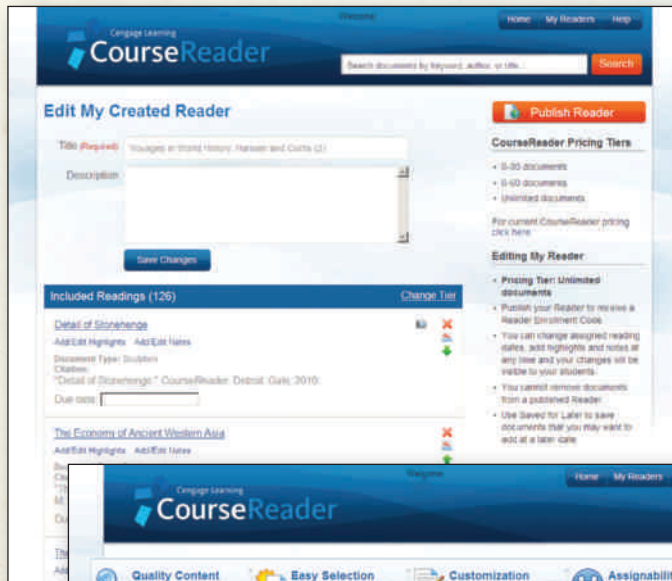 Welcome
Home My Readers Help
Cengage Learning
CourseReader
Search documents by keyword, author, or title...
Search
Edit My Created Reader
Publish Reader
Title (Required)
Voyages in World History: Hansen and Curtis (2)
Description
Save Changes
CourseReader Pricing Tiers
• 0-30 documents
• 0-60 documents
• Unlimited documents
For current CourseReader pricing
click here
Editing My Reader
• Pricing Tier: Unlimited
documents
• Publish your Reader to receive a
Reader Enrollment Code
• You can change assigned reading
dates, add highlights and notes at
any time and your changes will be
visible to your students.
• You cannot remove documents
from a published Reader.
• Use Saved for Later to save
documents that you may want to
add at a later date
Included Readings (126)
Change Tier
Detail of Stonehenge
Add/Edit Highlights Add/Edit Notes
Document Type: Sculpture
Citation:
"Detail of Stonehenge." CourseReader. Detroit: Gale, 2010.
Due date:
The Economy of Ancient Western Asia
Add/Edit Highlights Add/Edit Notes
Welcome
Home My Readers
Cengage Learning
CourseReader
Quality Content
Easy Selection
Customization
Assignabili